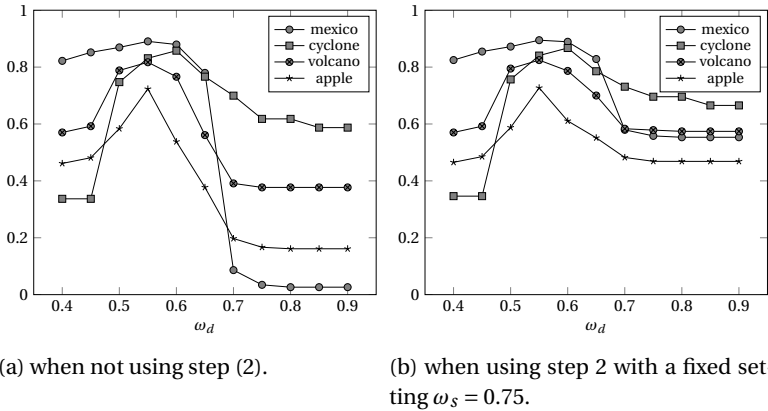 1
0.8
0.6
0.4
0.2
0
0.4 0.5 0.6 0.7 0.8 0.9
ω_d
mexico
cyclone
volcano
apple
(a) when not using step (2).
1
0.8
0.6
0.4
0.2
0
0.4 0.5 0.6 0.7 0.8 0.9
ω_d
mexico
cyclone
volcano
apple
(b) when using step 2 with a fixed set-
ting ω_s = 0.75.